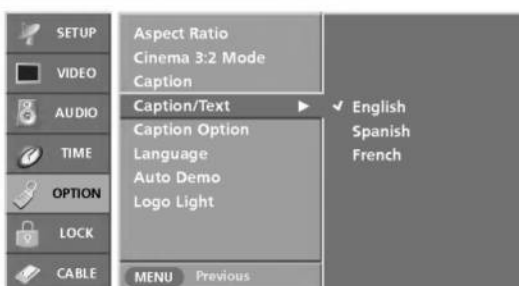 SETUP
VIDEO
AUDIO
TIME
OPTION
LOCK
CABLE
Aspect Ratio
Cinema 3:2 Mode
Caption
Caption/Text ▶
Caption Option
Language
Auto Demo
Logo Light
MENU Previous
✓ English
Spanish
French